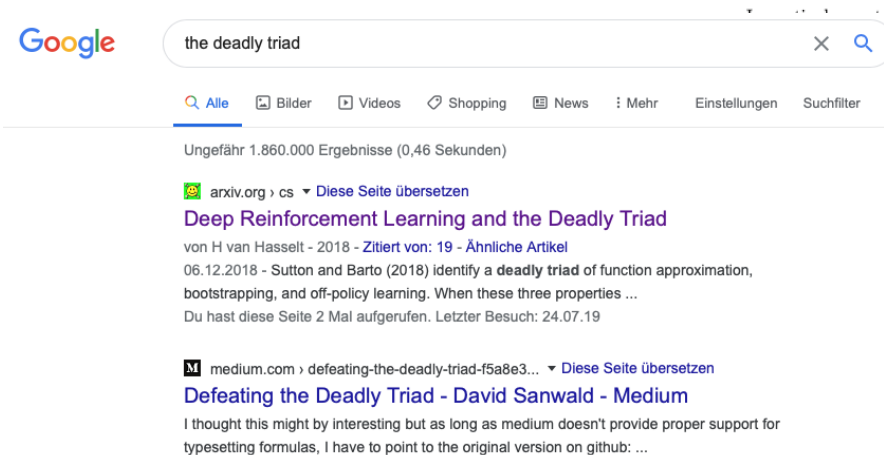 Google
the deadly triad
Alle Bilder Videos Shopping News Mehr Einstellungen Suchfilter
Ungefähr 1.860.000 Ergebnisse (0,46 Sekunden)
arxiv.org › cs Diese Seite übersetzen
Deep Reinforcement Learning and the Deadly Triad
von H van Hasselt - 2018 - Zitiert von: 19 - Ähnliche Artikel
06.12.2018 - Sutton and Barto (2018) identify a deadly triad of function approximation,
bootstrapping, and off-policy learning. When these three properties ...
Du hast diese Seite 2 Mal aufgerufen. Letzter Besuch: 24.07.19
M medium.com › defeating-the-deadly-triad-f5a8e3... Diese Seite übersetzen
Defeating the Deadly Triad - David Sanwald - Medium
I thought this might by interesting but as long as medium doesn't provide proper support for
typesetting formulas, I have to point to the original version on github: ...